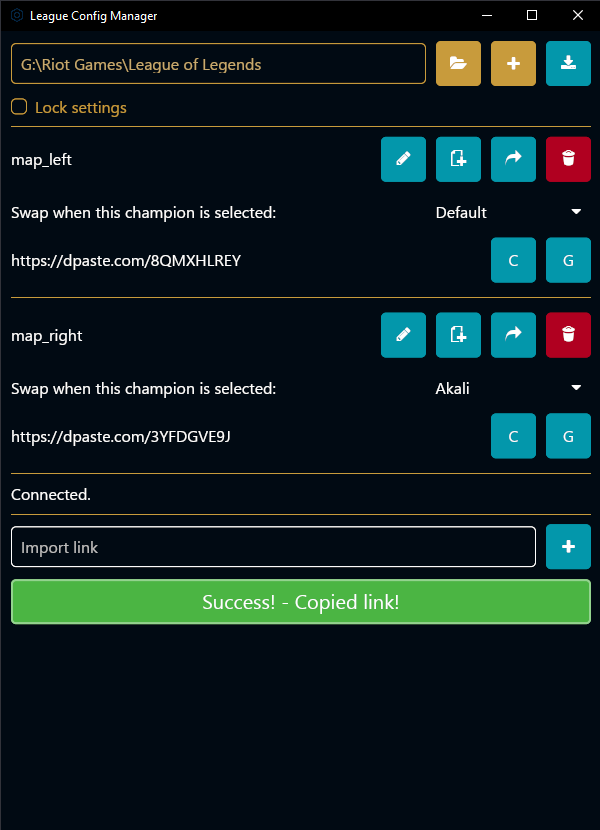 League Config Manager
G:\Riot Games\League of Legends
Lock settings
map_left
Swap when this champion is selected: Default
https://dpaste.com/8QMXHLREY C G
map_right
Swap when this champion is selected: Akali
https://dpaste.com/3YFDGVE9J C G
Connected.
Import link
Success! - Copied link!